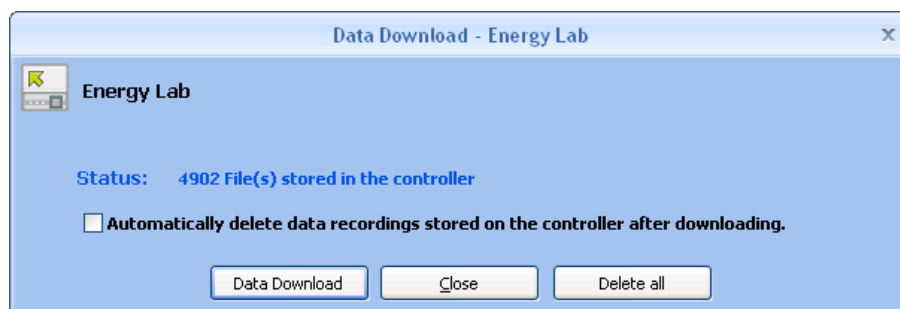 Data Download - Energy Lab
Energy Lab
Status: 4902 File(s) stored in the controller
Automatically delete data recordings stored on the controller after downloading.
Data Download Close Delete all